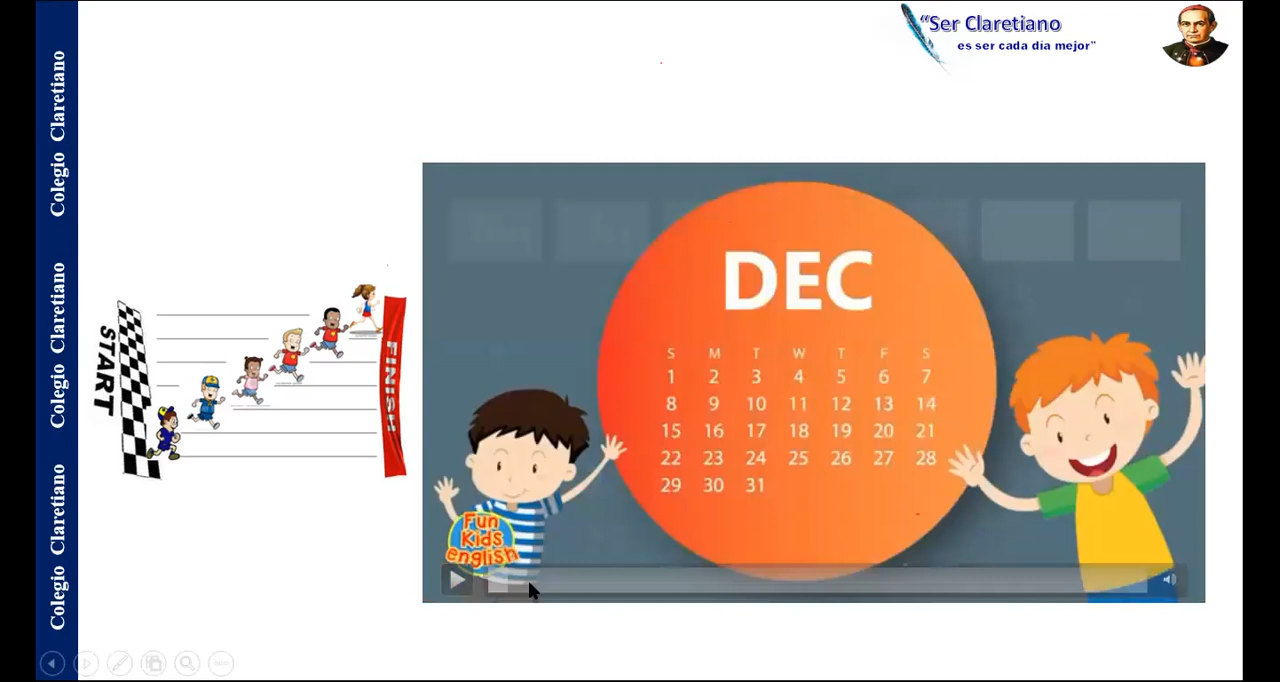 "Ser Claretiano
es ser cada día mejor"
Colegio Claretiano
Colegio Claretiano
Colegio Claretiano
START
FINISH
DEC
S M T W T F S
1 2 3 4 5 6 7
8 9 10 11 12 13 14
15 16 17 18 19 20 21
22 23 24 25 26 27 28
29 30 31
Fun
Kids
english